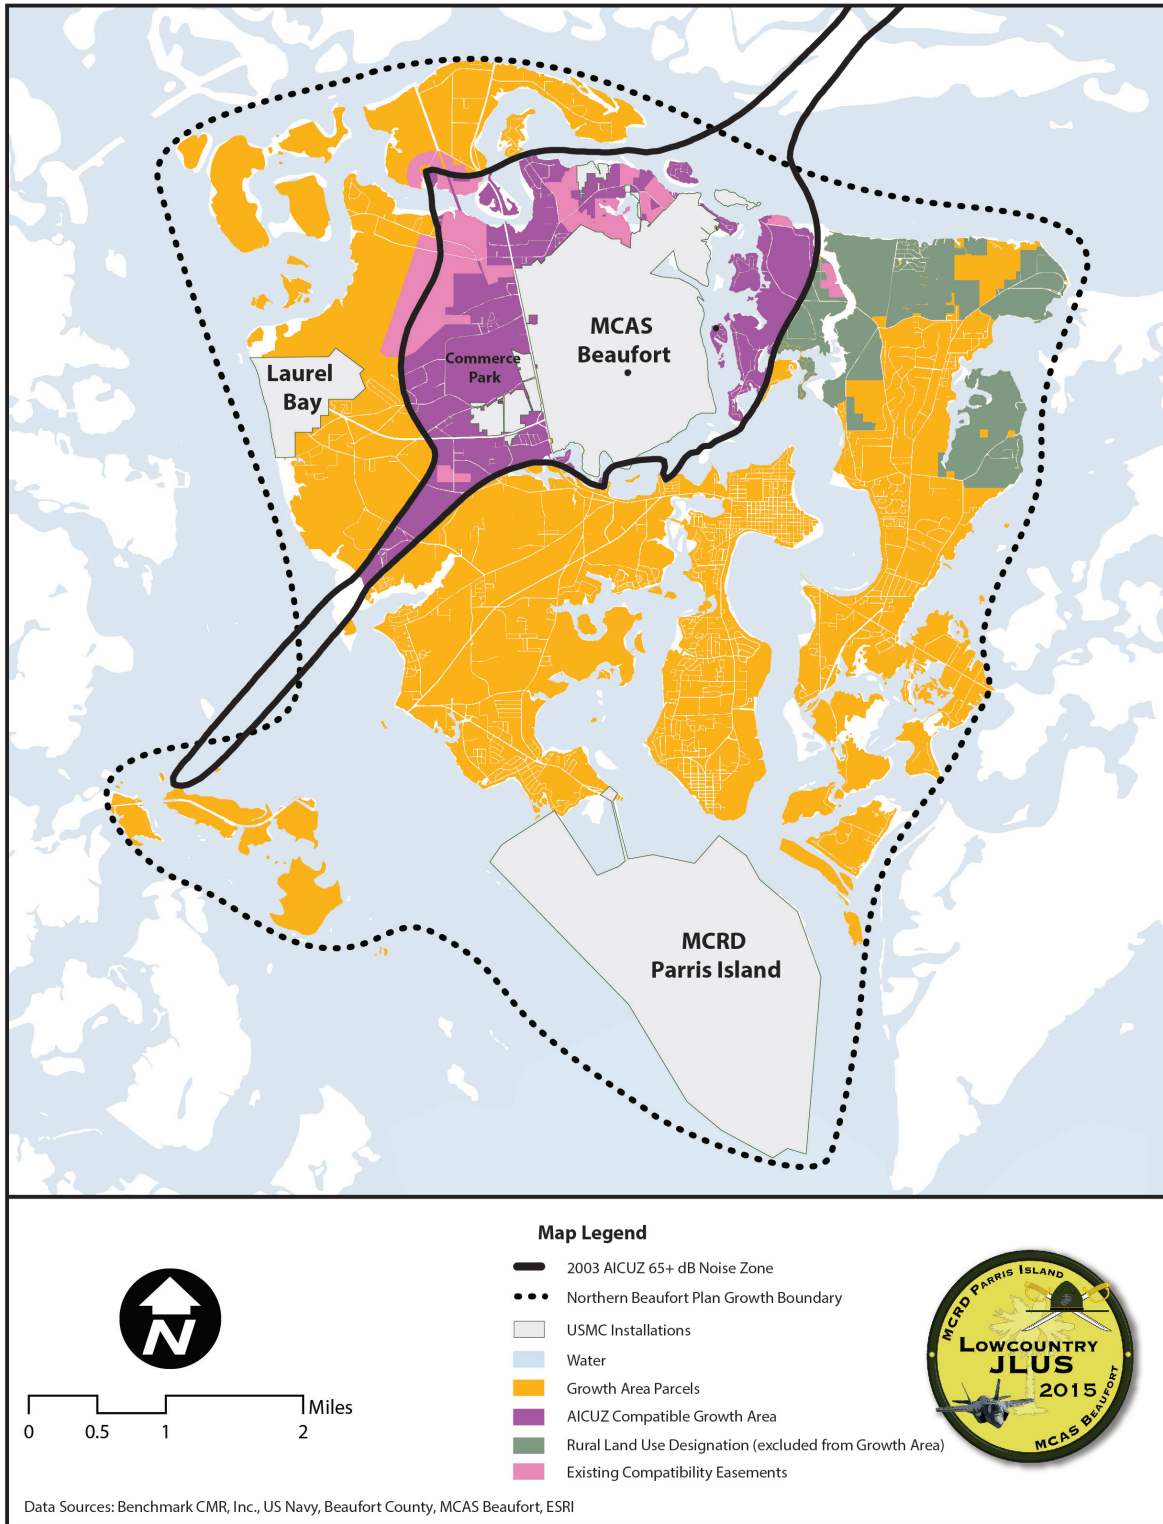 MCAS
Beaufort
Commerce
Park
Laurel
Bay
MCRD
Parris Island
Map Legend
2003 AICUZ 65+ dB Noise Zone
Northern Beaufort Plan Growth Boundary
USMC Installations
Water
Growth Area Parcels
AICUZ Compatible Growth Area
Rural Land Use Designation (excluded from Growth Area)
Existing Compatibility Easements
N
Miles
0 0.5 1 2
MCRD PARRIS ISLAND
LOWCOUNTRY
JLUS
2015
MCAS BEAUFORT
Data Sources: Benchmark CMR, Inc., US Navy, Beaufort County, MCAS Beaufort, ESRI